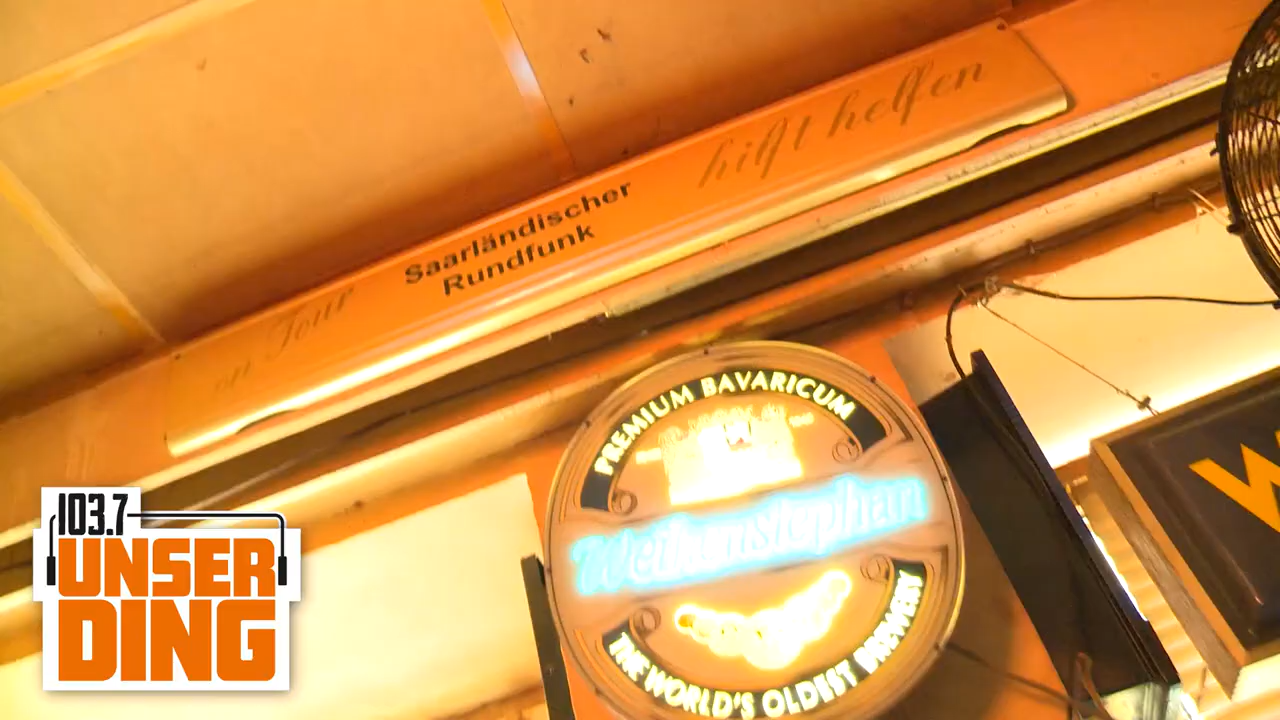 on Tour
Saarländischer
Rundfunk
hilft helfen
PREMIUM BAVARICUM
Weihenstephan
THE WORLD'S OLDEST BREWERY
W
103.7
UNSER
DING